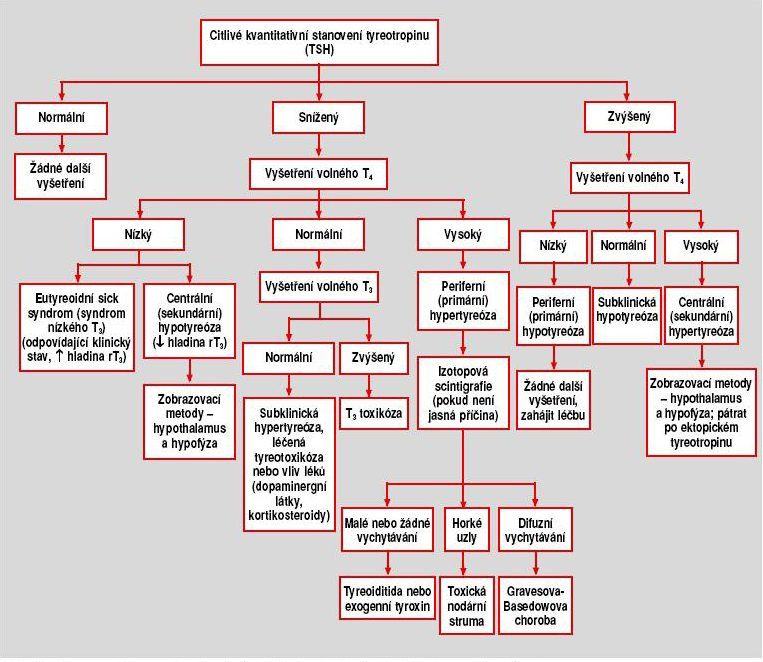 Citlivé kvantitativní stanovení tyreotropinu
(TSH)
Normální
Snížený
Zvýšený
Žádné další
vyšetření
Vyšetření volného T4
Vyšetření volného T4
Nízký
Normální
Vysoký
Nízký
Normální
Vysoký
Eutyreoidní sick
syndrom (syndrom
nízkého T3)
(odpovídající klinický
stav, ↑ hladina rT3)
Centrální
(sekundární)
hypotyreóza
(↓ hladina rT3)
Vyšetření volného T3
Periferní
(primární)
hypertyreóza
Periferní
(primární)
hypotyreóza
Subklinická
hypotyreóza
Centrální
(sekundární)
hypertyreóza
Normální
Zvýšený
Zobrazovací
metody –
hypothalamus
a hypofýza
Subklinická
hypertyreóza,
léčená
tyreotoxikóza
nebo vliv léků
(dopaminergní
látky,
kortikosteroidy)
T3 toxikóza
Izotopová
scintigrafie
(pokud není
jasná příčina)
Žádné další
vyšetření,
zahájit léčbu
Zobrazovací metody
– hypothalamus
a hypofýza; pátrat
po ektopickém
tyreotropinu
Malé nebo žádné
vychytávání
Horké
uzly
Difuzní
vychytávání
Tyreoiditida nebo
exogenní tyroxin
Toxická
nodární
struma
Gravesova-
Basedowova
choroba